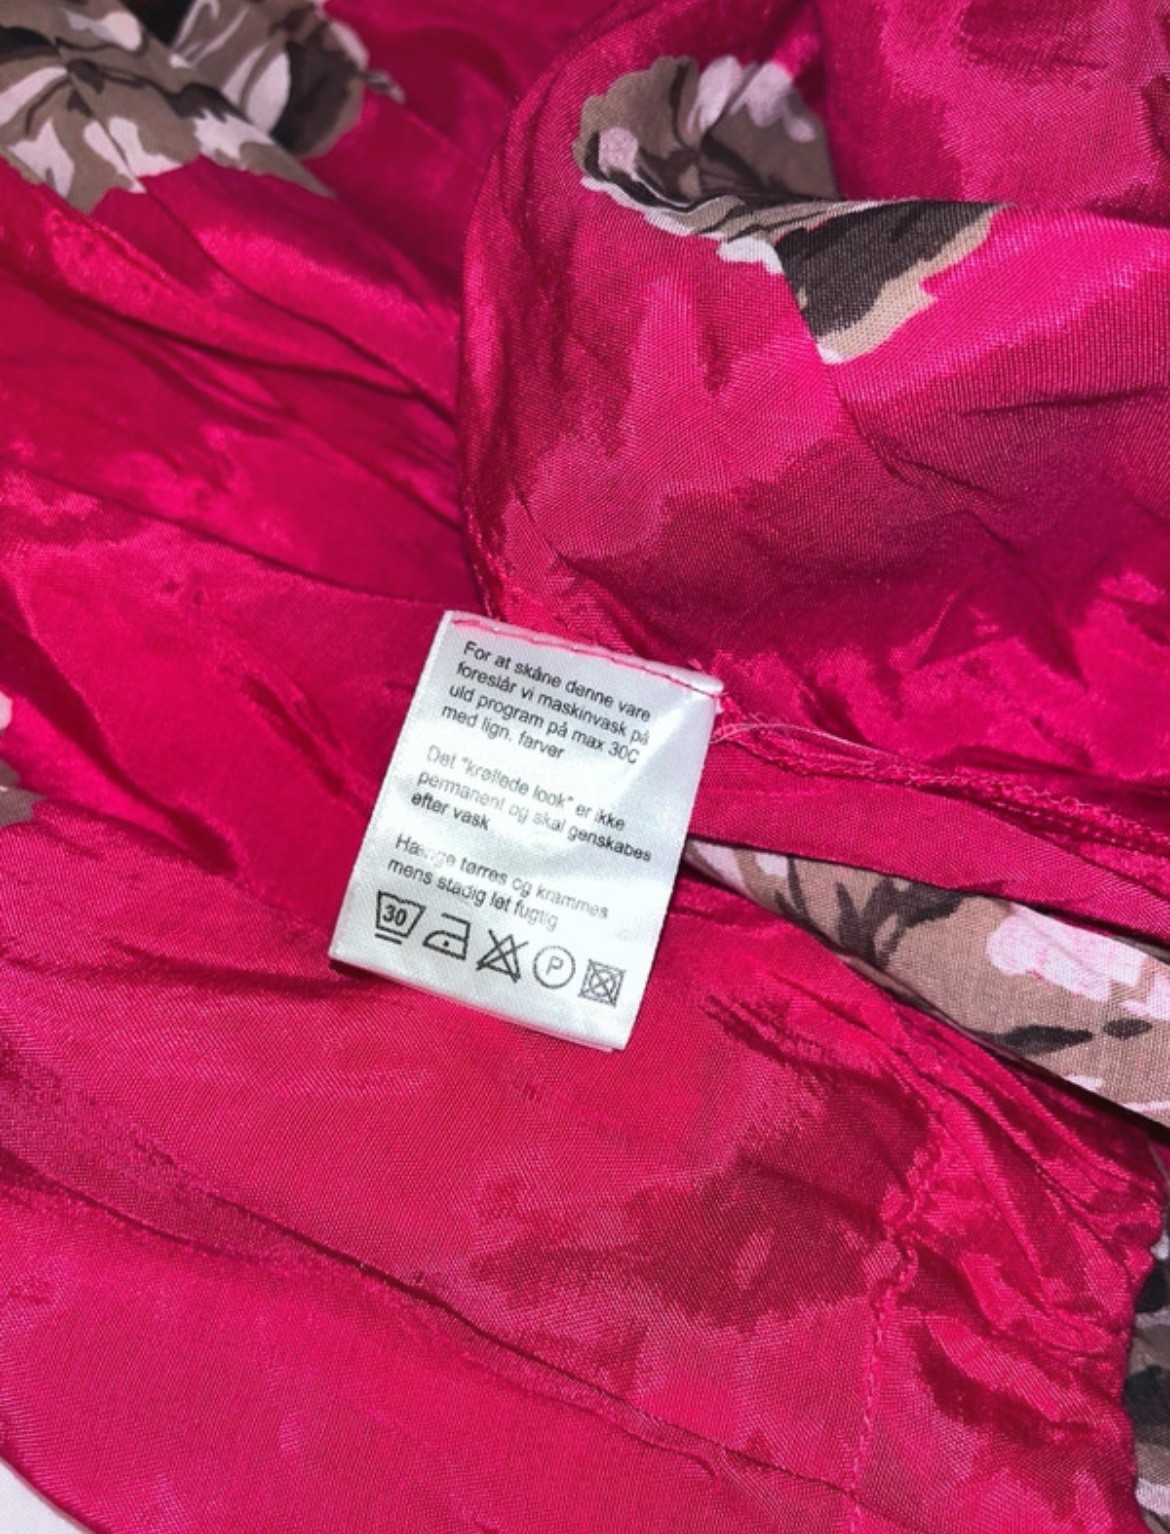 For at skåne denne vare
foreslår vi maskinvask på
uld program på max 30C
med lign. farver
Det "krøllede look" er ikke
permanent og skal genskabes
efter vask
Hænge tørres og krammes
mens stadig let fugtig
30
P